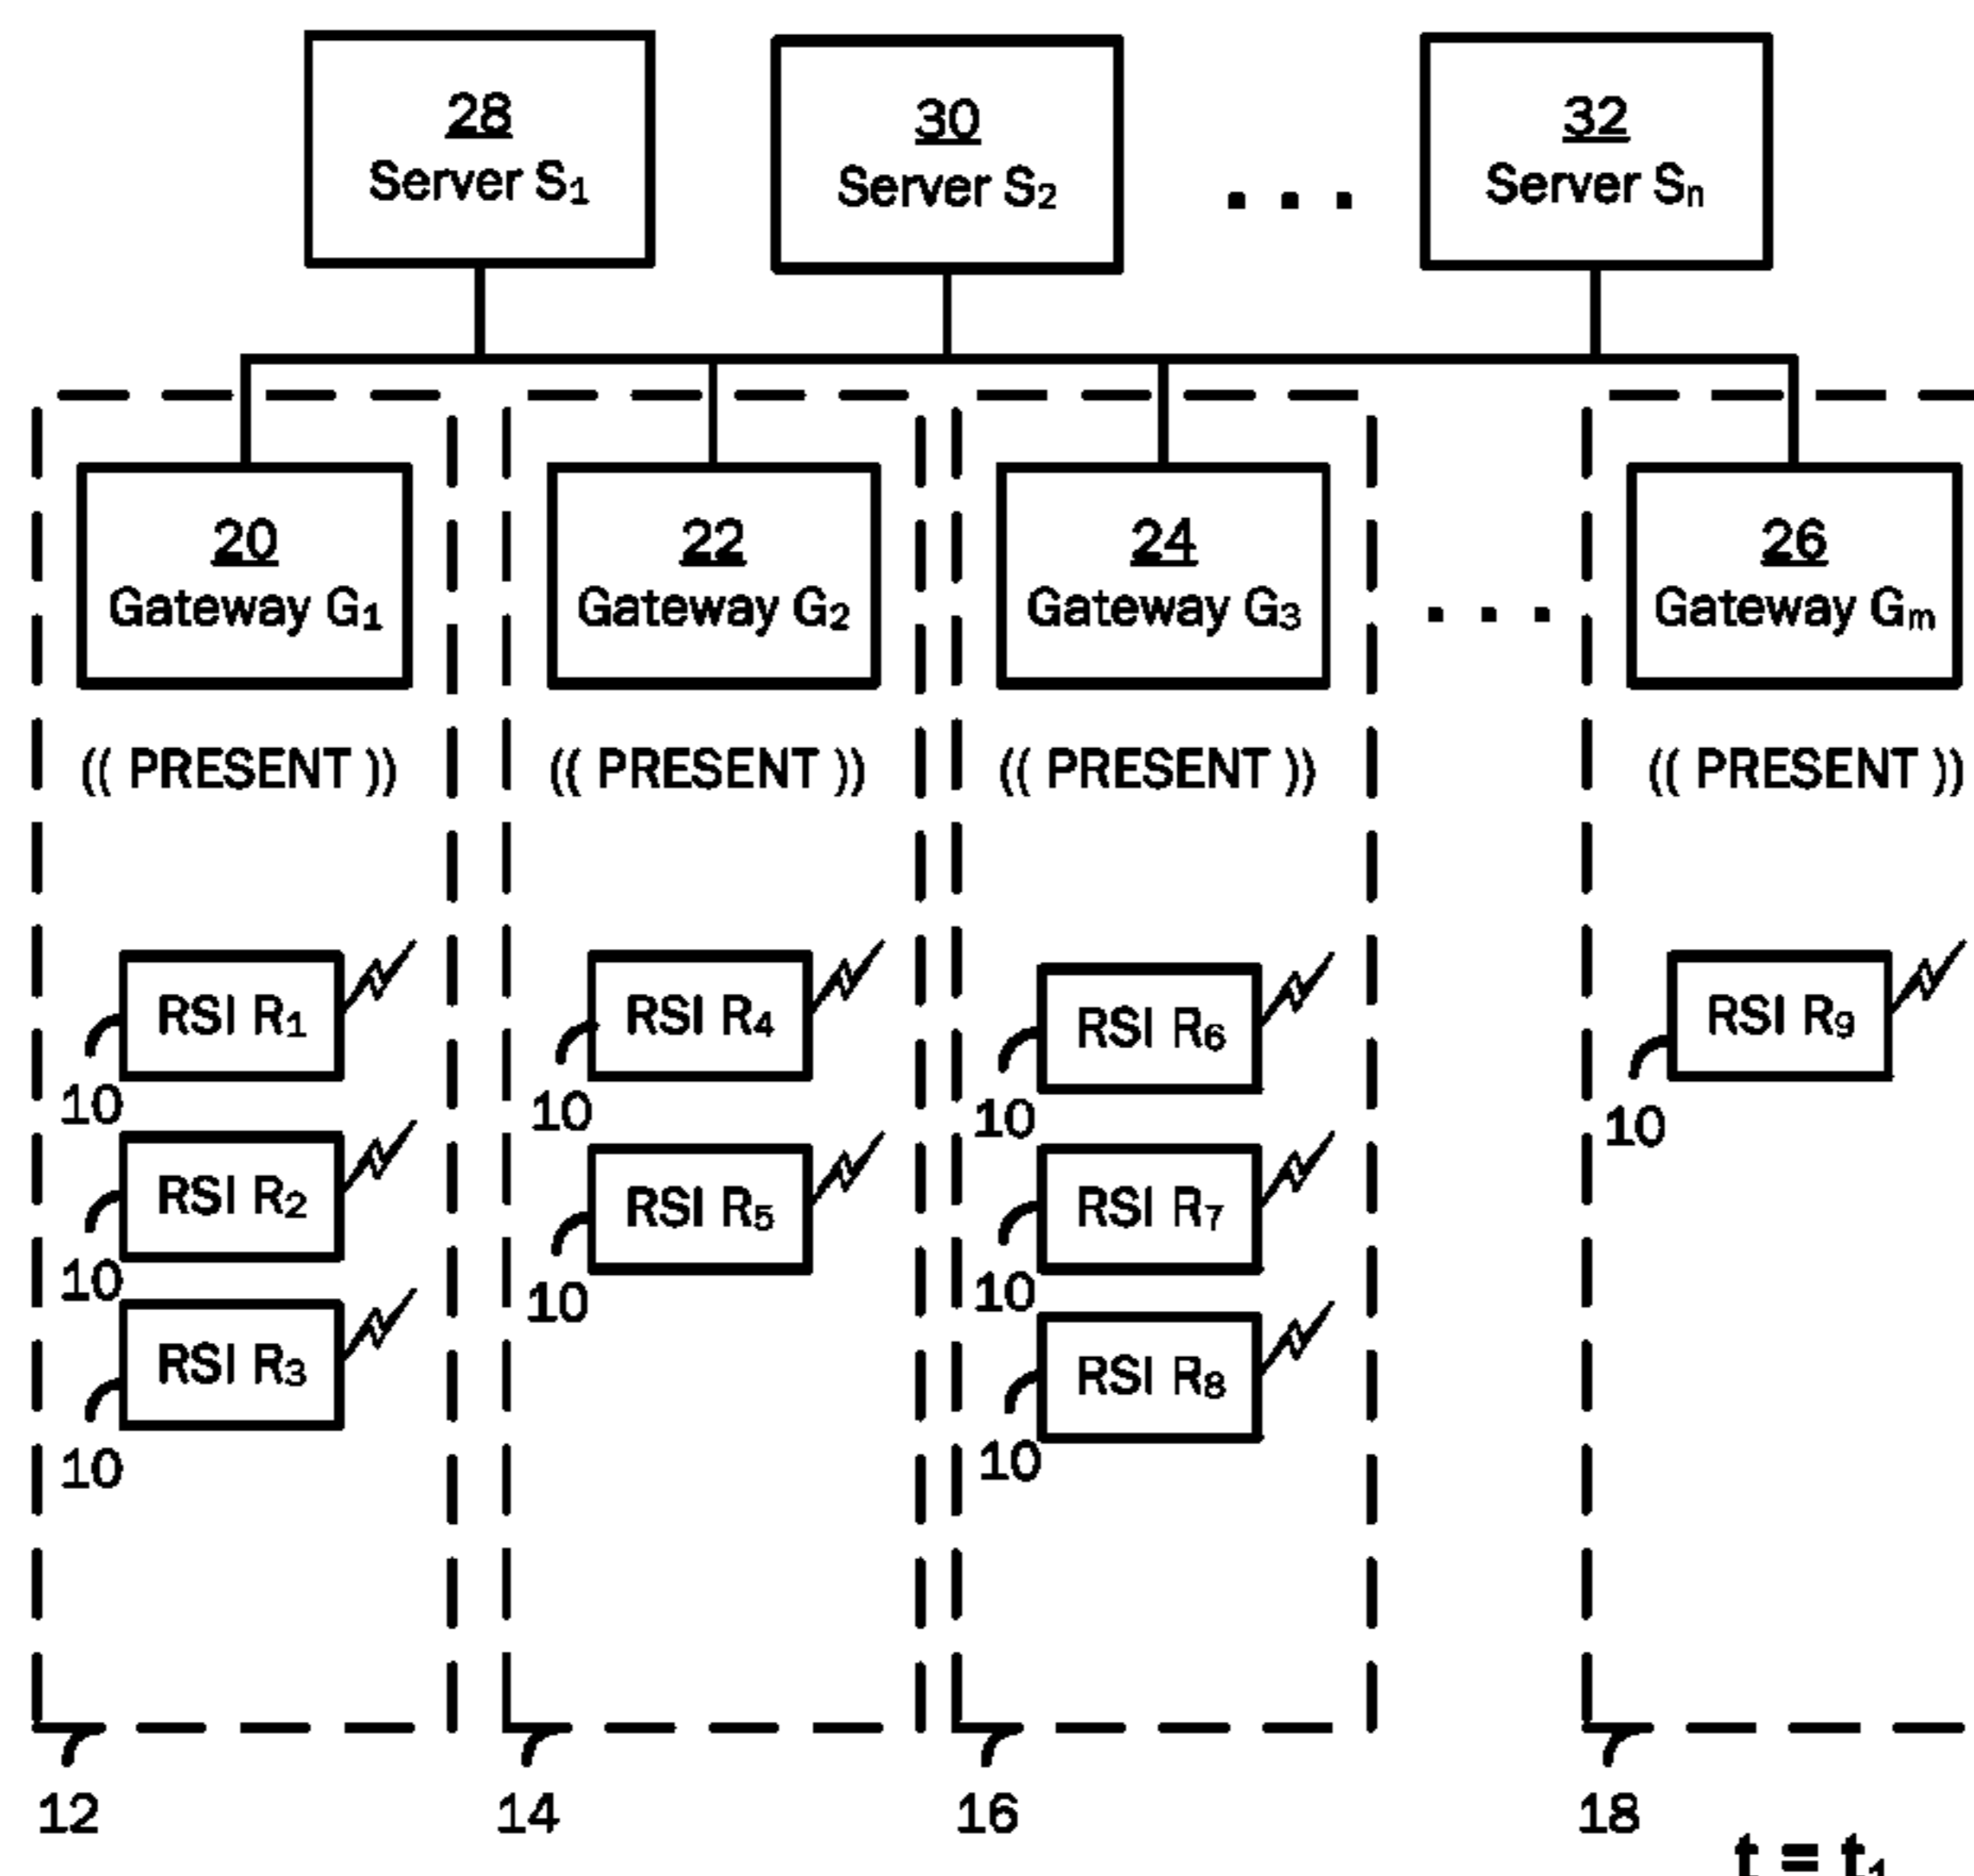 28
Server S₁
30
Server S₂
. . .
32
Server Sₙ
20
Gateway G₁
22
Gateway G₂
24
Gateway G₃
. . .
26
Gateway Gₘ
(( PRESENT ))
(( PRESENT ))
(( PRESENT ))
(( PRESENT ))
RSI R₁
10
RSI R₂
10
RSI R₃
10
RSI R₄
10
RSI R₅
10
RSI R₆
10
RSI R₇
10
RSI R₈
10
RSI R₉
10
12
14
16
18
t = t₁